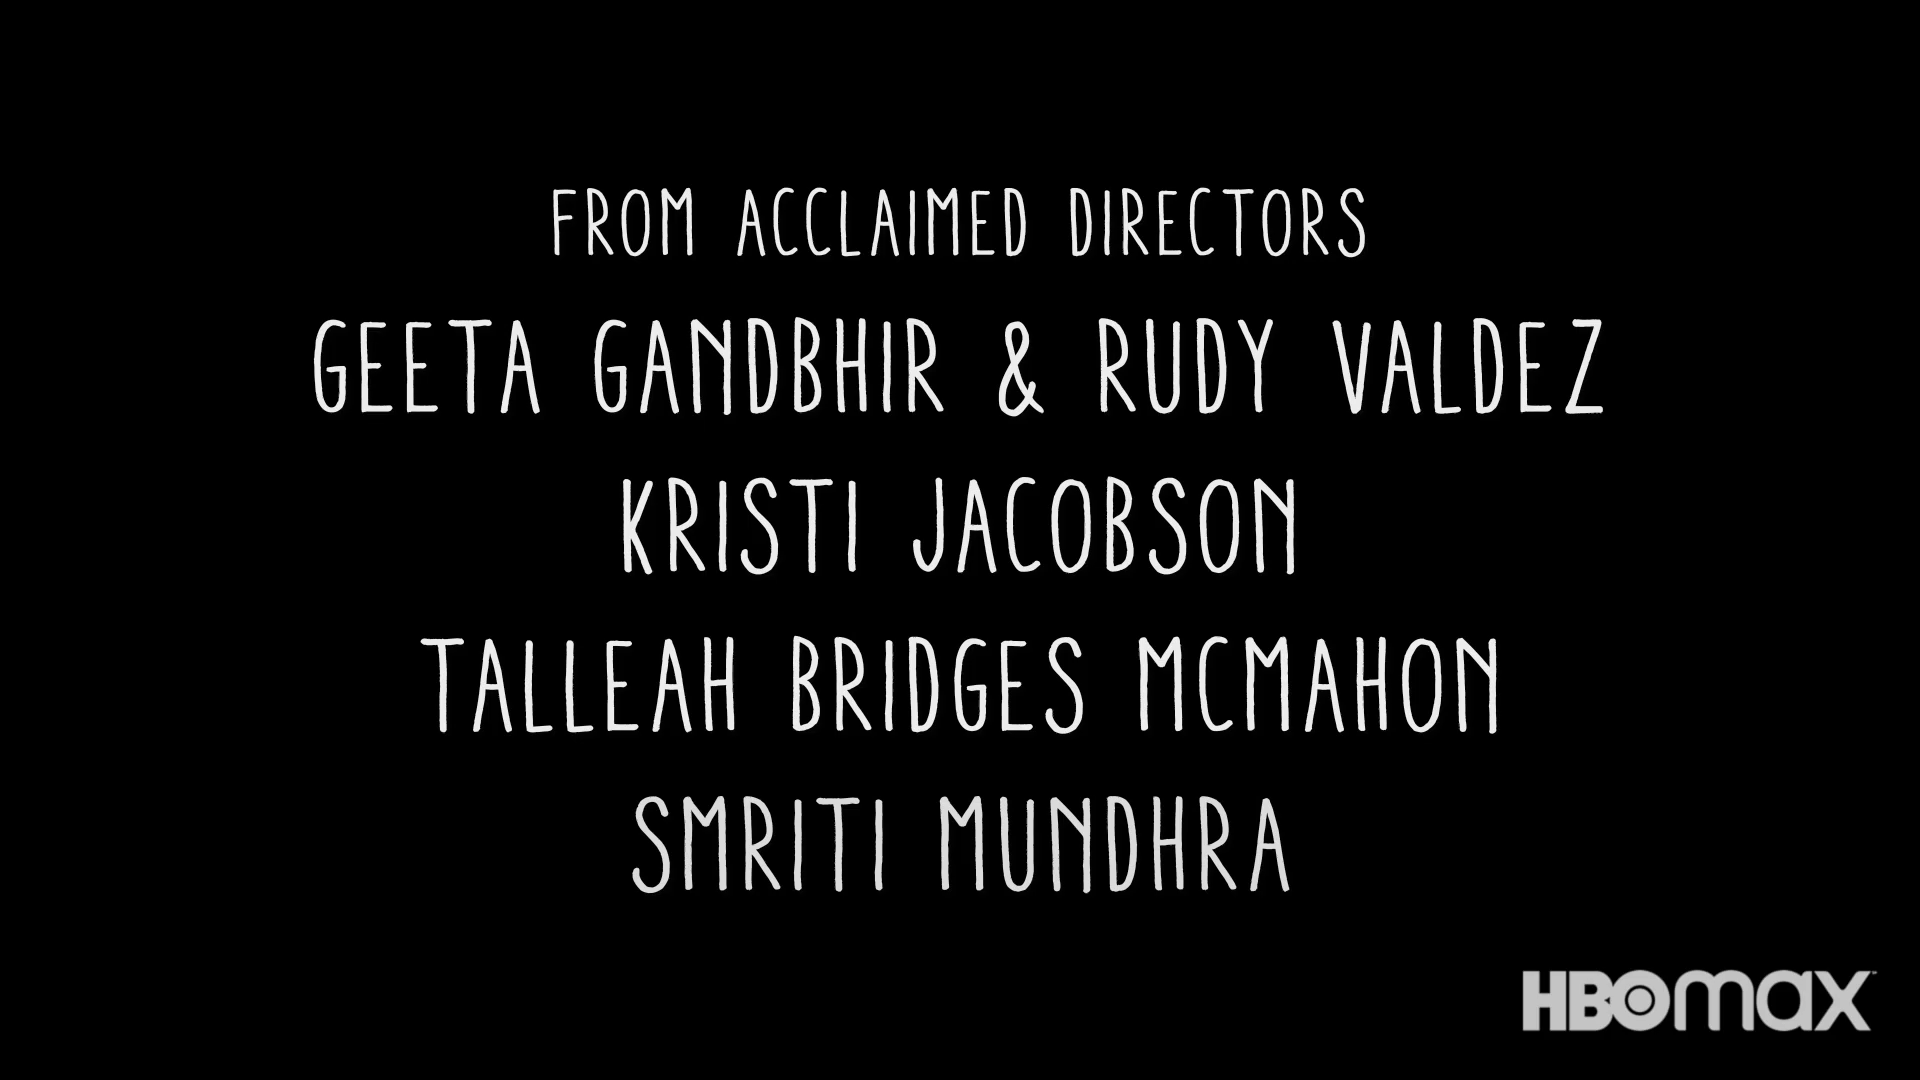 FROM ACCLAIMED DIRECTORS
GEETA GANDBHIR & RUDY VALDEZ
KRISTI JACOBSON
TALLEAH BRIDGES MCMAHON
SMRITI MUNDHRA
HBOmax